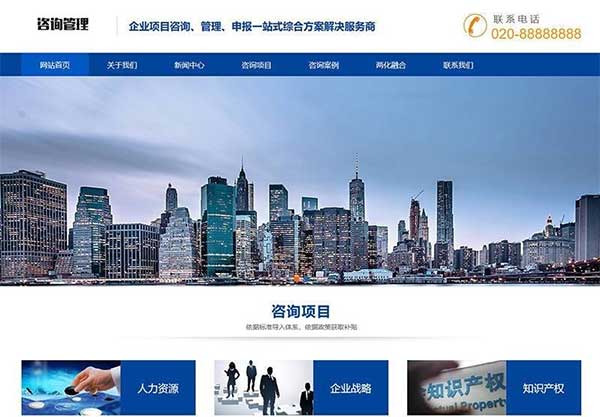 咨询管理
企业项目咨询、管理、申报一站式综合方案解决服务商
联系电话
020-88888888
网站首页 关于我们 新闻中心 咨询项目 咨询案例 两化融合 联系我们
咨询项目
依据标准导入体系、依据政策获取补贴
人力资源
企业战略
知识产权
知识产权
Property